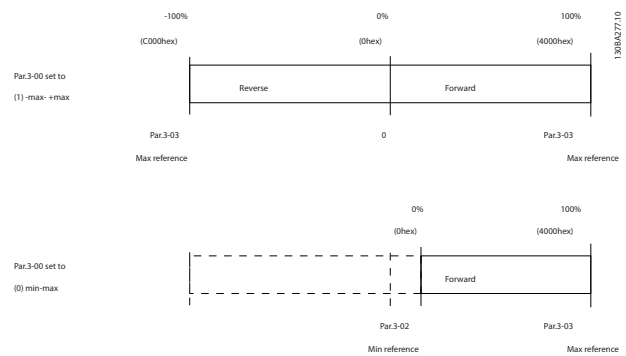 -100% 0% 100%
(C000hex) (0hex) (4000hex)
130BA277.10
Par.3-00 set to
(1) -max- +max
Reverse Forward
Par.3-03 0 Par.3-03
Max reference Max reference
0% 100%
(0hex) (4000hex)
Par.3-00 set to
(0) min-max
Forward
Par.3-02 Par.3-03
Min reference Max reference